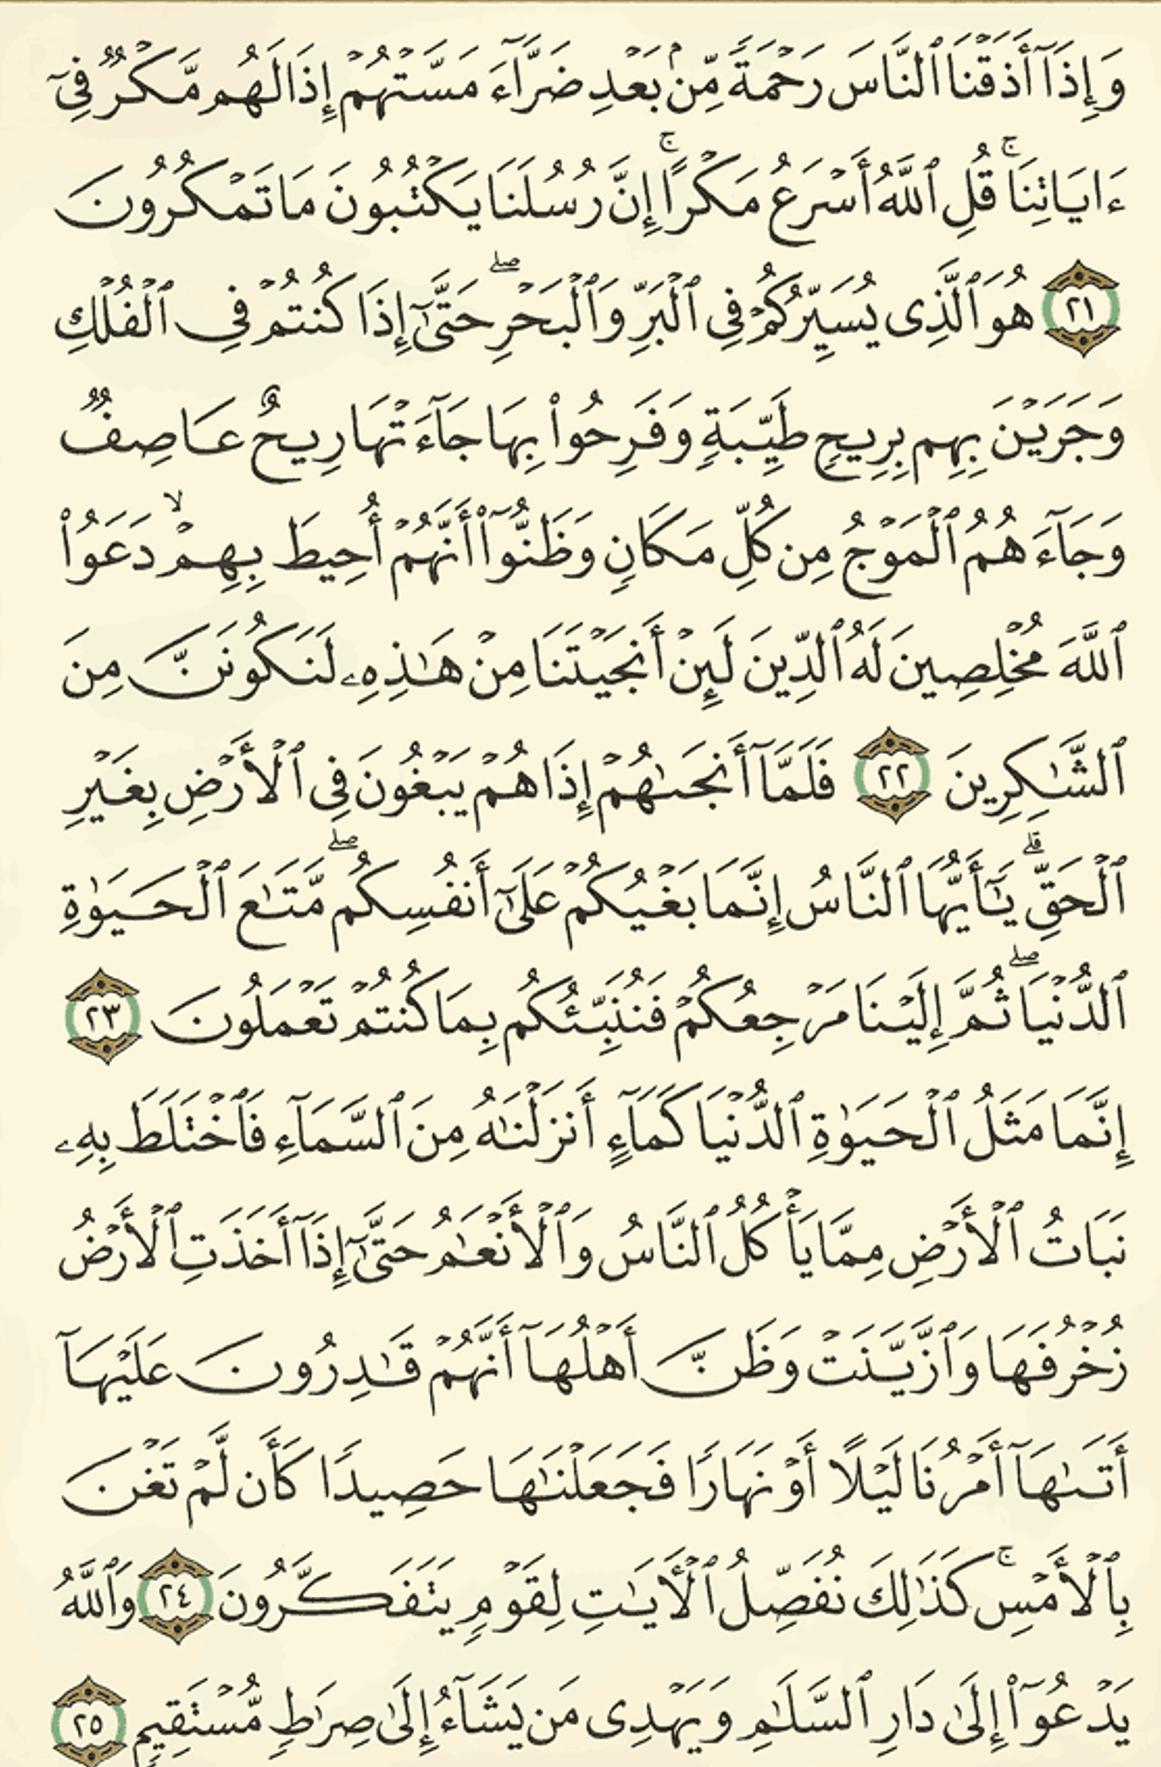 وَإِذَآ أَذَقۡنَا ٱلنَّاسَ رَحۡمَةٗ مِّنۢ بَعۡدِ ضَرَّآءَ مَسَّتۡهُمۡ إِذَا لَهُم مَّكۡرٞ فِيٓ
ءَايَاتِنَاۚ قُلِ ٱللَّهُ أَسۡرَعُ مَكۡرًاۚ إِنَّ رُسُلَنَا يَكۡتُبُونَ مَا تَمۡكُرُونَ
٢١ هُوَ ٱلَّذِي يُسَيِّرُكُمۡ فِي ٱلۡبَرِّ وَٱلۡبَحۡرِۖ حَتَّىٰٓ إِذَا كُنتُمۡ فِي ٱلۡفُلۡكِ
وَجَرَيۡنَ بِهِم بِرِيحٖ طَيِّبَةٖ وَفَرِحُواْ بِهَا جَآءَتۡهَا رِيحٌ عَاصِفٞ
وَجَآءَهُمُ ٱلۡمَوۡجُ مِن كُلِّ مَكَانٖ وَظَنُّوٓاْ أَنَّهُمۡ أُحِيطَ بِهِمۡۙ دَعَوُاْ
ٱللَّهَ مُخۡلِصِينَ لَهُ ٱلدِّينَ لَئِنۡ أَنجَيۡتَنَا مِنۡ هَٰذِهِۦ لَنَكُونَنَّ مِنَ
ٱلشَّٰكِرِينَ ٢٢ فَلَمَّآ أَنجَىٰهُمۡ إِذَا هُمۡ يَبۡغُونَ فِي ٱلۡأَرۡضِ بِغَيۡرِ
ٱلۡحَقِّۗ يَٰٓأَيُّهَا ٱلنَّاسُ إِنَّمَا بَغۡيُكُمۡ عَلَىٰٓ أَنفُسِكُمۖ مَّتَٰعَ ٱلۡحَيَوٰةِ
ٱلدُّنۡيَاۖ ثُمَّ إِلَيۡنَا مَرۡجِعُكُمۡ فَنُنَبِّئُكُم بِمَا كُنتُمۡ تَعۡمَلُونَ ٢٣
إِنَّمَا مَثَلُ ٱلۡحَيَوٰةِ ٱلدُّنۡيَا كَمَآءٍ أَنزَلۡنَٰهُ مِنَ ٱلسَّمَآءِ فَٱخۡتَلَطَ بِهِۦ
نَبَاتُ ٱلۡأَرۡضِ مِمَّا يَأۡكُلُ ٱلنَّاسُ وَٱلۡأَنۡعَٰمُ حَتَّىٰٓ إِذَآ أَخَذَتِ ٱلۡأَرۡضُ
زُخۡرُفَهَا وَٱزَّيَّنَتۡ وَظَنَّ أَهۡلُهَآ أَنَّهُمۡ قَٰدِرُونَ عَلَيۡهَآ
أَتَىٰهَآ أَمۡرُنَا لَيۡلًا أَوۡ نَهَارٗا فَجَعَلۡنَٰهَا حَصِيدٗا كَأَن لَّمۡ تَغۡنَ
بِٱلۡأَمۡسِۚ كَذَٰلِكَ نُفَصِّلُ ٱلۡأٓيَٰتِ لِقَوۡمٖ يَتَفَكَّرُونَ ٢٤ وَٱللَّهُ
يَدۡعُوٓاْ إِلَىٰ دَارِ ٱلسَّلَٰمِ وَيَهۡدِي مَن يَشَآءُ إِلَىٰ صِرَٰطٖ مُّسۡتَقِيمٖ ٢٥